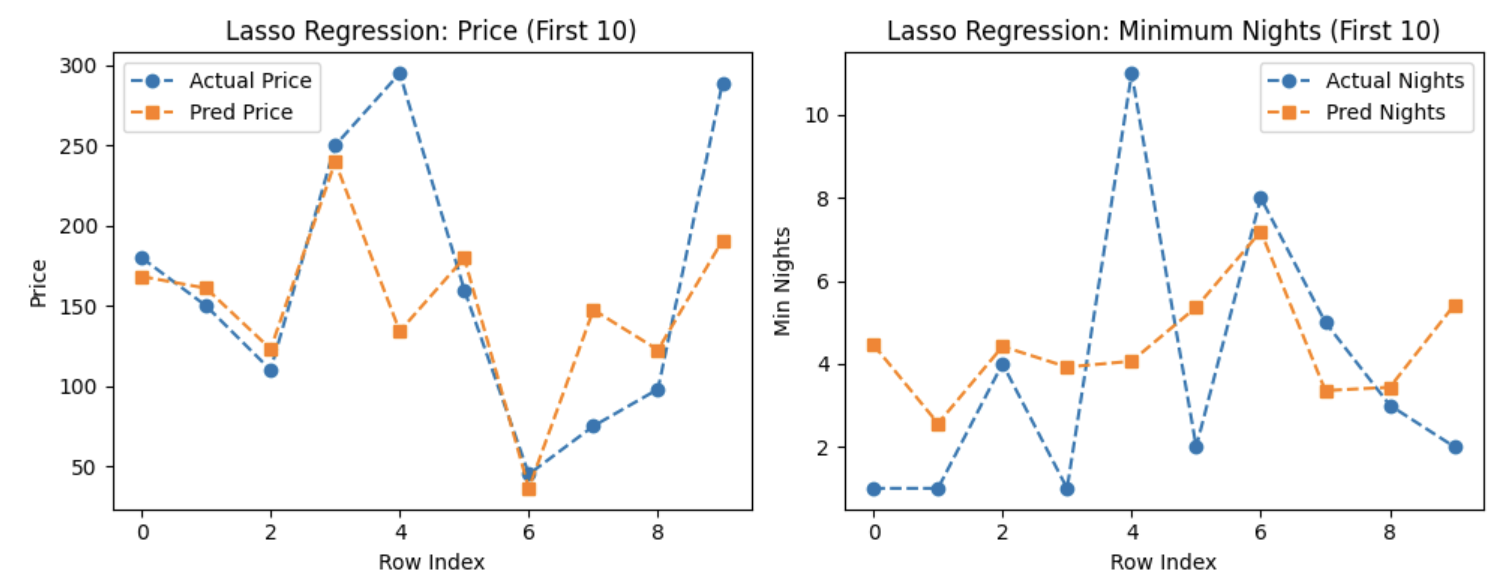 Lasso Regression: Price (First 10)
300
250
200
150
100
50
Price
Actual Price
Pred Price
0 2 4 6 8
Row Index
Lasso Regression: Minimum Nights (First 10)
10
8
6
4
2
Min Nights
Actual Nights
Pred Nights
0 2 4 6 8
Row Index